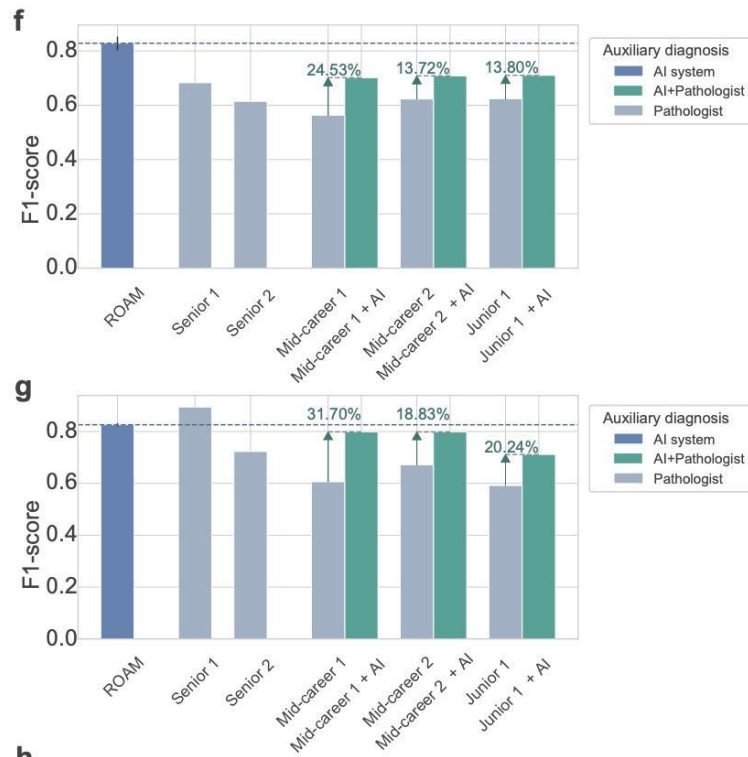 f
F1-score
0.8
0.6
0.4
0.2
0.0
24.53%
13.72%
13.80%
ROAM
Senior 1
Senior 2
Mid-career 1
Mid-career 1 + AI
Mid-career 2
Mid-career 2 + AI
Junior 1
Junior 1 + AI
Auxiliary diagnosis
AI system
AI+Pathologist
Pathologist
g
F1-score
0.8
0.6
0.4
0.2
0.0
31.70%
18.83%
20.24%
ROAM
Senior 1
Senior 2
Mid-career 1
Mid-career 1 + AI
Mid-career 2
Mid-career 2 + AI
Junior 1
Junior 1 + AI
Auxiliary diagnosis
AI system
AI+Pathologist
Pathologist